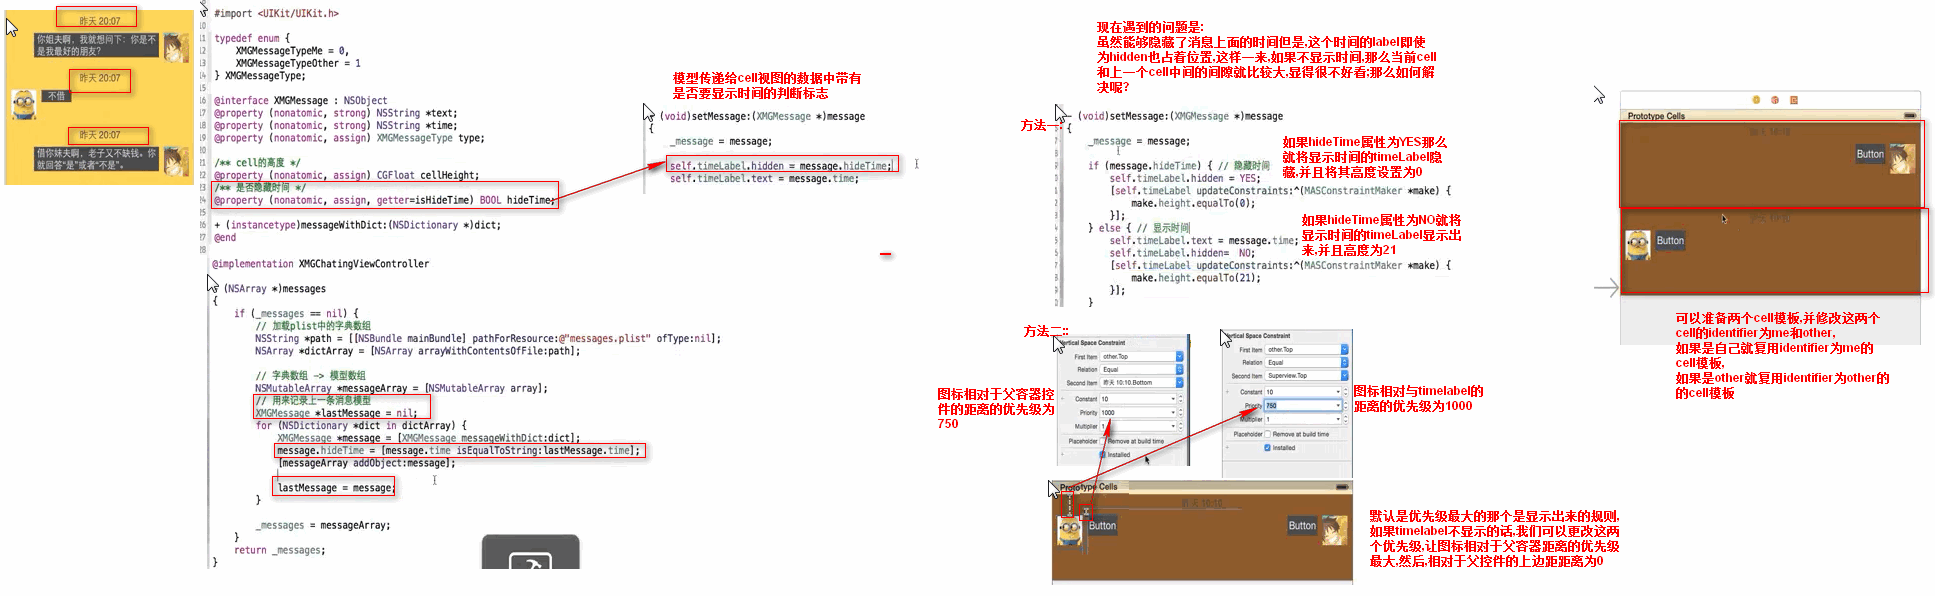 昨天 20:07
你姐夫啊，我就想问下：你是不
是我最好的朋友？
昨天 20:07
不借
昨天 20:07
借你妹夫啊，老子又不缺钱。你
就回答“是”或者“不是”。
#import <UIKit/UIKit.h>
typedef enum {
XMGMessageTypeMe = 0,
XMGMessageTypeOther = 1
} XMGMessageType;
@interface XMGMessage : NSObject
@property (nonatomic, strong) NSString *text;
@property (nonatomic, strong) NSString *time;
@property (nonatomic, assign) XMGMessageType type;
/** cell的高度 */
@property (nonatomic, assign) CGFloat cellHeight;
/** 是否隐藏时间 */
@property (nonatomic, assign, getter=isHideTime) BOOL hideTime;
+ (instancetype)messageWithDict:(NSDictionary *)dict;
@end
@implementation XMGChatingViewController
(NSArray *)messages
{
if (_messages == nil) {
// 加载plist中的字典数组
NSString *path = [[NSBundle mainBundle] pathForResource:@"messages.plist" ofType:nil];
NSArray *dictArray = [NSArray arrayWithContentsOfFile:path];
// 字典数组 -> 模型数组
NSMutableArray *messageArray = [NSMutableArray array];
// 用来记录上一条消息模型
XMGMessage *lastMessage = nil;
for (NSDictionary *dict in dictArray) {
XMGMessage *message = [XMGMessage messageWithDict:dict];
message.hideTime = [message.time isEqualToString:lastMessage.time];
[messageArray addObject:message];
lastMessage = message;
}
_messages = messageArray;
}
return _messages;
}
模型传递给cell视图的数据中带有
是否要显示时间的判断标志
(void)setMessage:(XMGMessage *)message
{
_message = message;
self.timeLabel.hidden = message.hideTime;
self.timeLabel.text = message.time;
现在遇到的问题是:
虽然能够隐藏了消息上面的时间但是,这个时间的label即使
为hidden也占着位置,这样一来,如果不显示时间,那么当前cell
和上一个cell中间的间隙就比较大,显得很不好看;那么如何解
决呢?
方法一:
- (void)setMessage:(XMGMessage *)message
{
_message = message;
if (message.hideTime) { // 隐藏时间
self.timeLabel.hidden = YES;
[self.timeLabel updateConstraints:^(MASConstraintMaker *make) {
make.height.equalTo(0);
}];
} else { // 显示时间
self.timeLabel.text = message.time;
self.timeLabel.hidden= NO;
[self.timeLabel updateConstraints:^(MASConstraintMaker *make) {
make.height.equalTo(21);
}];
}
如果hideTime属性为YES那么
就将显示时间的timeLabel隐
藏,并且将其高度设置为0
如果hideTime属性为NO就将
显示时间的timeLabel显示出
来,并且高度为21
方法二::
图标相对于父容器控
件的距离的优先级为
750
Vertical Space Constraint
First Item other.Top
Relation Equal
Second Item 昨天 10:10.Bottom
Constant 10
Priority 1000
Multiplier 1
Placeholder Remove at build time
Installed
Vertical Space Constraint
First Item other.Top
Relation Equal
Second Item Superview.Top
Constant 10
Priority 750
Multiplier 1
Placeholder Remove at build time
Installed
图标相对与timelabel的
距离的优先级为1000
Prototype Cells
昨天 10:10
Button
Button
默认是优先级最大的那个是显示出来的规则,
如果timelabel不显示的话,我们可以更改这两
个优先级,让图标相对于父容器距离的优先级
最大,然后,相对于父控件的上边距距离为0
Prototype Cells
昨天 10:10
Button
昨天 10:10
Button
可以准备两个cell模板,并修改这两个
cell的identifier为me和other,
如果是自己就复用identifier为me的
cell模板,
如果是other就复用identifier为other的
的cell模板